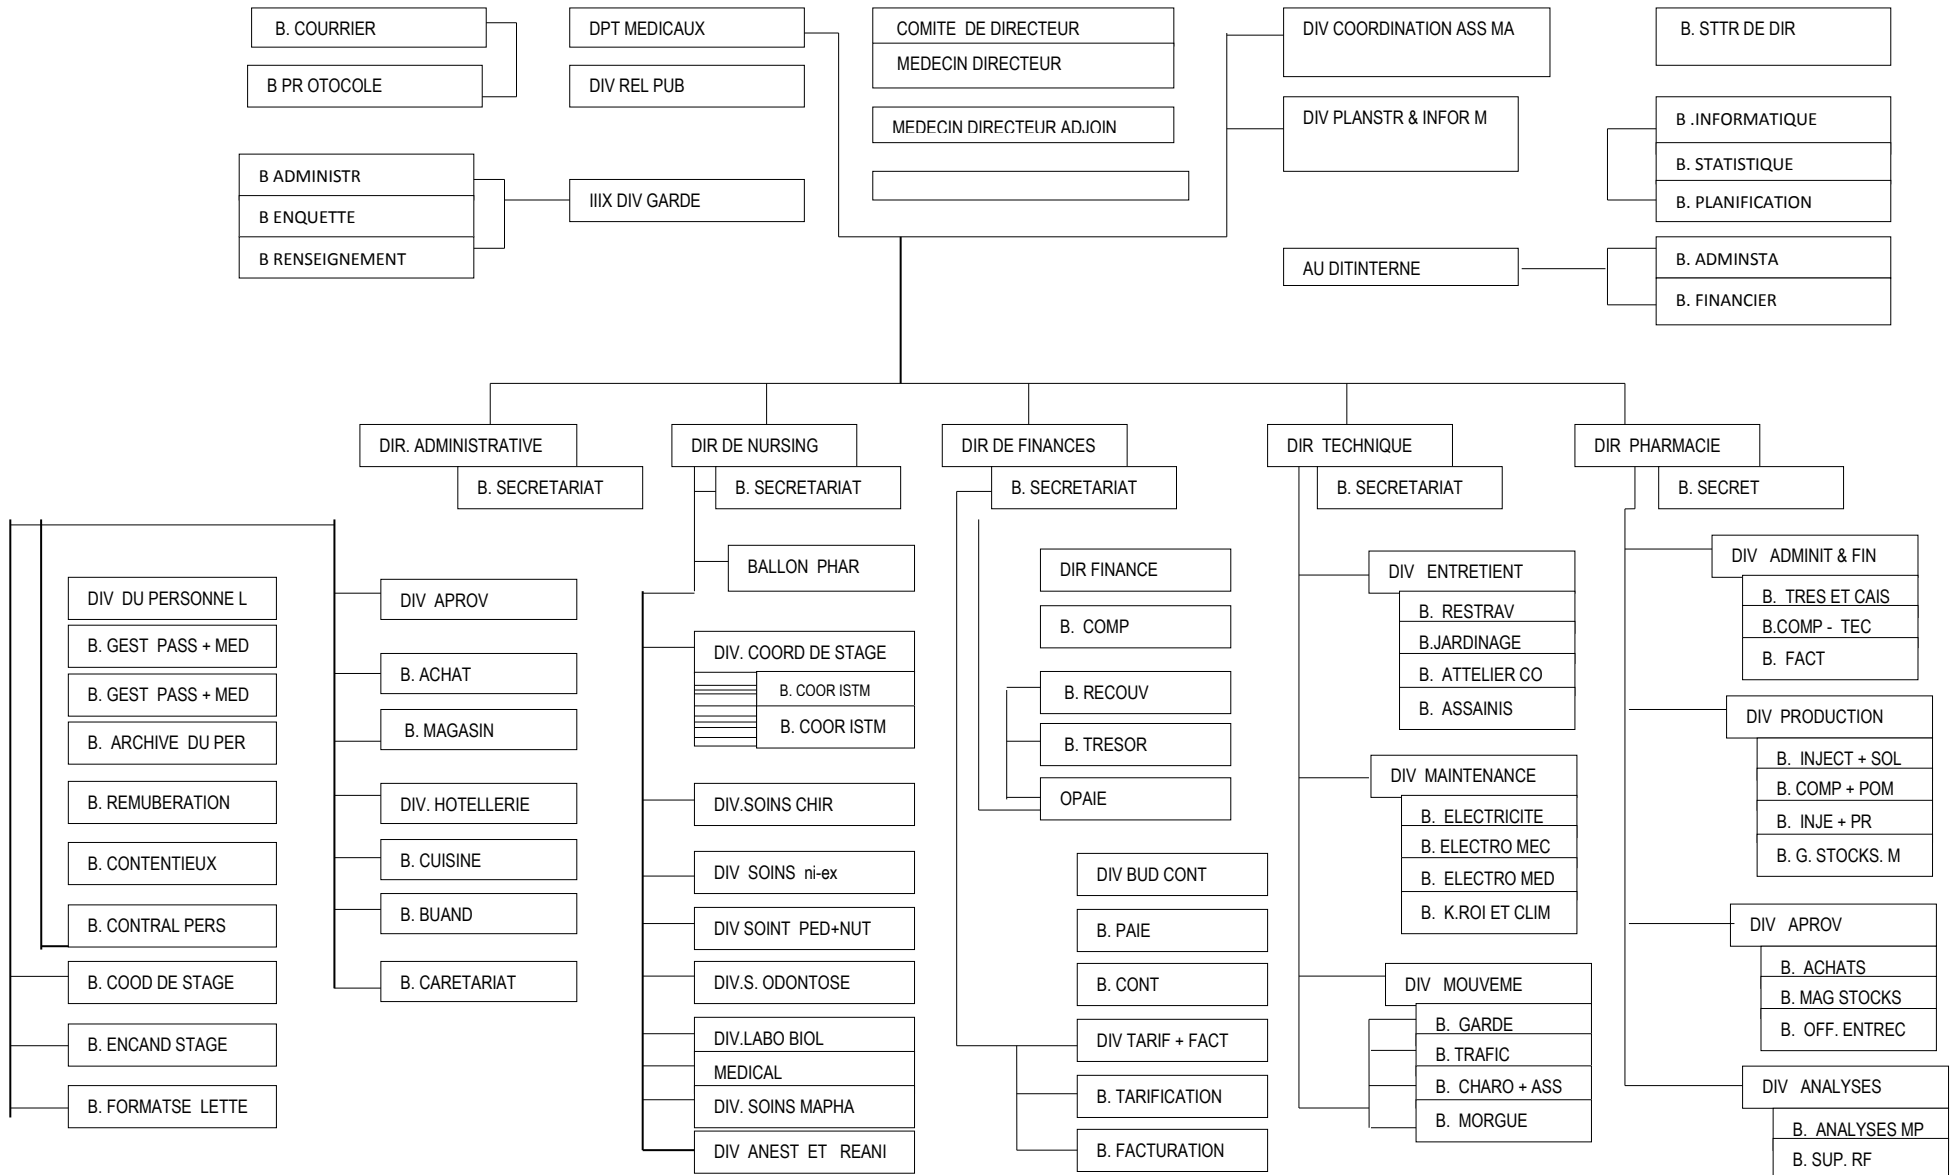 B. COURRIER
B PR OTOCOLE
DPT MEDICAUX
DIV REL PUB
COMITE DE DIRECTEUR
MEDECIN DIRECTEUR
MEDECIN DIRECTEUR ADJOIN
DIV COORDINATION ASS MA
DIV PLANSTR & INFOR M
B. STTR DE DIR
B .INFORMATIQUE
B. STATISTIQUE
B. PLANIFICATION
B ADMINISTR
B ENQUETTE
B RENSEIGNEMENT
IIIX DIV GARDE
AU DITINTERNE
B. ADMINSTA
B. FINANCIER
DIR. ADMINISTRATIVE
B. SECRETARIAT
DIR DE NURSING
B. SECRETARIAT
DIR DE FINANCES
B. SECRETARIAT
DIR TECHNIQUE
B. SECRETARIAT
DIR PHARMACIE
B. SECRET
DIV DU PERSONNE L
B. GEST PASS + MED
B. GEST PASS + MED
B. ARCHIVE DU PER
B. REMUBERATION
B. CONTENTIEUX
B. CONTRAL PERS
B. COOD DE STAGE
B. ENCAND STAGE
B. FORMATSE LETTE
DIV APROV
B. ACHAT
B. MAGASIN
DIV. HOTELLERIE
B. CUISINE
B. BUAND
B. CARETARIAT
BALLON PHAR
DIV. COORD DE STAGE
B. COOR ISTM
B. COOR ISTM
DIV.SOINS CHIR
DIV SOINS ni-ex
DIV SOINT PED+NUT
DIV.S. ODONTOSE
DIV.LABO BIOL
MEDICAL
DIV. SOINS MAPHA
DIV ANEST ET REANI
DIR FINANCE
B. COMP
B. RECOUV
B. TRESOR
OPAIE
DIV BUD CONT
B. PAIE
B. CONT
DIV TARIF + FACT
B. TARIFICATION
B. FACTURATION
DIV ENTRETIENT
B. RESTRAV
B.JARDINAGE
B. ATTELIER CO
B. ASSAINIS
DIV MAINTENANCE
B. ELECTRICITE
B. ELECTRO MEC
B. ELECTRO MED
B. K.ROI ET CLIM
DIV MOUVEME
B. GARDE
B. TRAFIC
B. CHARO + ASS
B. MORGUE
DIV ADMINIT & FIN
B. TRES ET CAIS
B.COMP - TEC
B. FACT
DIV PRODUCTION
B. INJECT + SOL
B. COMP + POM
B. INJE + PR
B. G. STOCKS. M
DIV APROV
B. ACHATS
B. MAG STOCKS
B. OFF. ENTREC
DIV ANALYSES
B. ANALYSES MP
B. SUP. RF